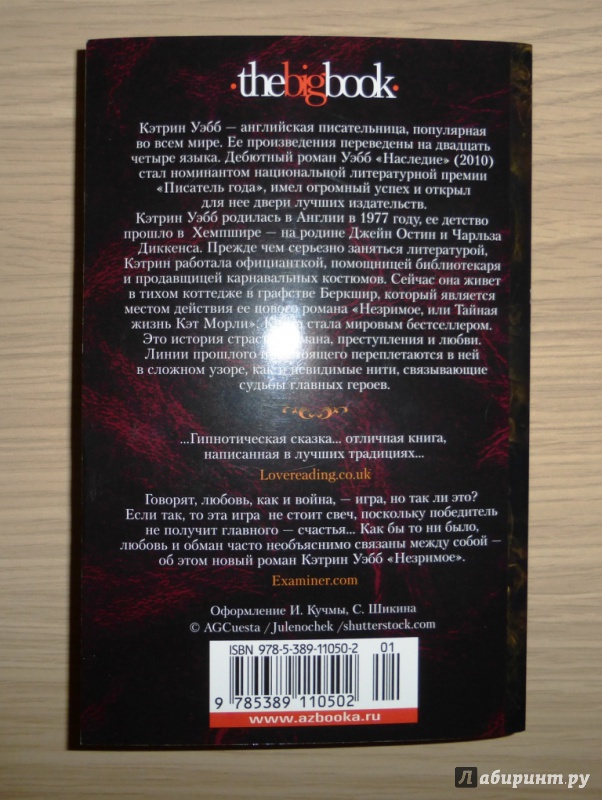 ·thebigbook·
Кэтрин Уэбб — английская писательница, популярная
во всем мире. Ее произведения переведены на двадцать
четыре языка. Дебютный роман Уэбб «Наследие» (2010)
стал номинантом национальной литературной премии
«Писатель года», имел огромный успех и открыл
для нее двери лучших издательств.
Кэтрин Уэбб родилась в Англии в 1977 году, ее детство
прошло в Хемпшире — на родине Джейн Остин и Чарльза
Диккенса. Прежде чем серьезно заняться литературой,
Кэтрин работала официанткой, помощницей библиотекаря
и продавщицей карнавальных костюмов. Сейчас она живет
в тихом коттедже в графстве Беркшир, который является
местом действия ее нового романа «Незримое, или Тайная
жизнь Кэт Морли». стала мировым бестселлером.
Это история преступления и любви.
Линии прошлого переплетаются в ней
в сложном узоре, невидимые нити, связывающие
судьбы главных героев.
...Гипнотическая сказка... отличная книга,
написанная в лучших традициях...
Lovereading.co.uk
Говорят, любовь, как и война, — игра, но так ли это?
Если так, то эта игра не стоит свеч, поскольку победитель
не получит главного — счастья... Как бы то ни было,
любовь и обман часто необъяснимо связаны между собой —
об этом новый роман Кэтрин Уэбб «Незримое».
Examiner.com
Оформление И. Кучмы, С. Шикина
© AGCuesta /Julenochek /shutterstock.com
ISBN 978-5-389-11050-2
01
9 785389 110502
www.azbooka.ru
Лабиринт.ру